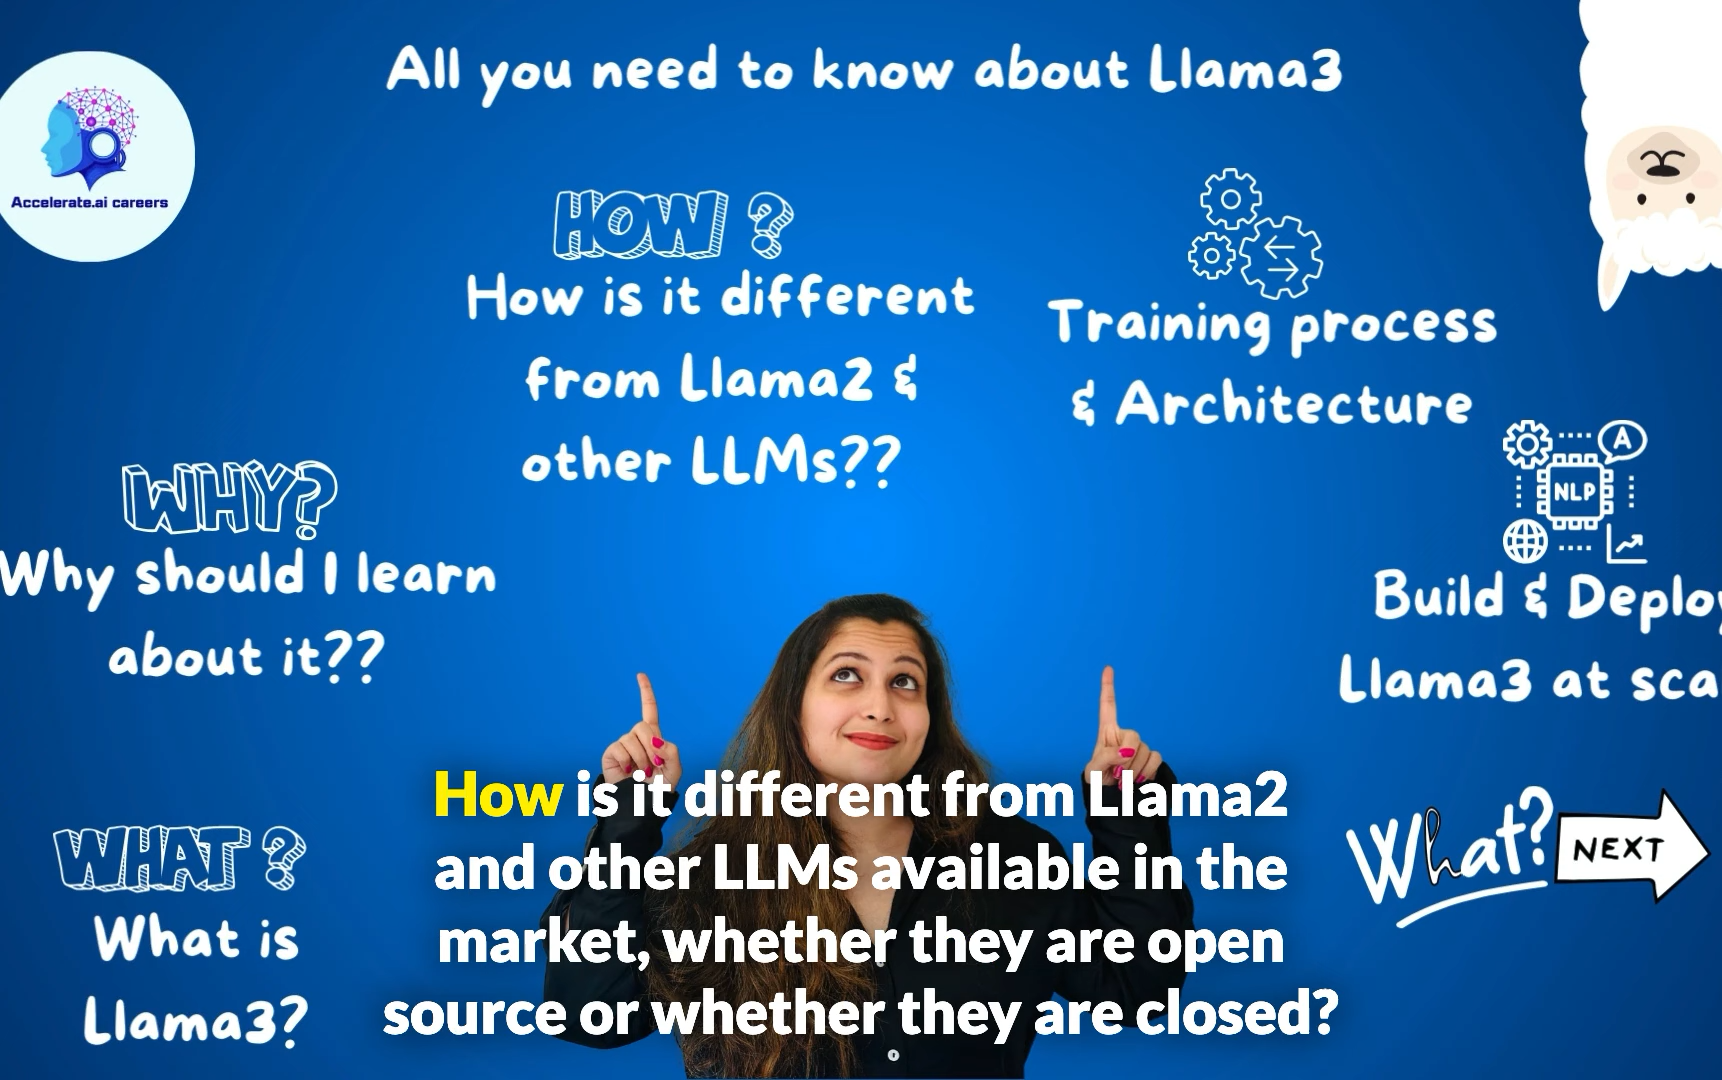 All you need to know about Llama3
Accelerate.ai careers
HOW ?
How is it different
from Llama2 &
other LLMs??
Training process
& Architecture
WHY?
Why should I learn
about it??
A
NLP
Build & Deploy
Llama3 at sca
WHAT ?
What is
Llama3?
How is it different from Llama2
and other LLMs available in the
market, whether they are open
source or whether they are closed?
What?
NEXT